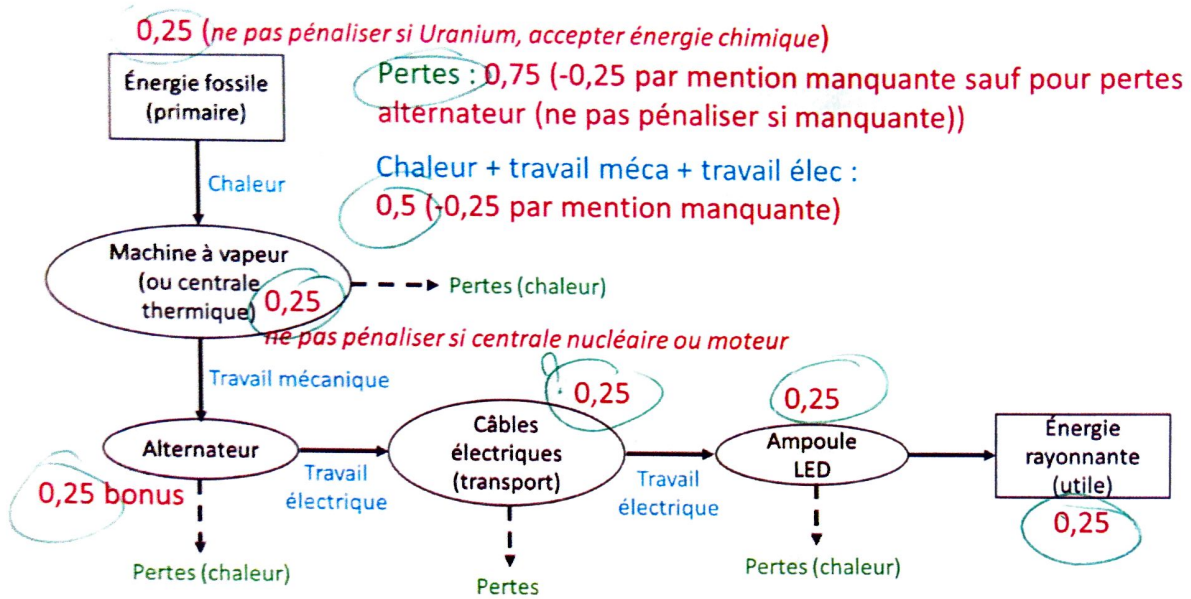 0,25 (ne pas pénaliser si Uranium, accepter énergie chimique)
Énergie fossile
(primaire)
Pertes : 0,75 (-0,25 par mention manquante sauf pour pertes
alternateur (ne pas pénaliser si manquante))
Chaleur
Chaleur + travail méca + travail élec :
0,5 (-0,25 par mention manquante)
Machine à vapeur
(ou centrale
thermique)
0,25
Pertes (chaleur)
ne pas pénaliser si centrale nucléaire ou moteur
Travail mécanique
0,25
0,25
Alternateur
Travail
électrique
Câbles
électriques
(transport)
Travail
électrique
Ampoule
LED
Énergie
rayonnante
(utile)
0,25 bonus
0,25
Pertes (chaleur)
Pertes
Pertes (chaleur)